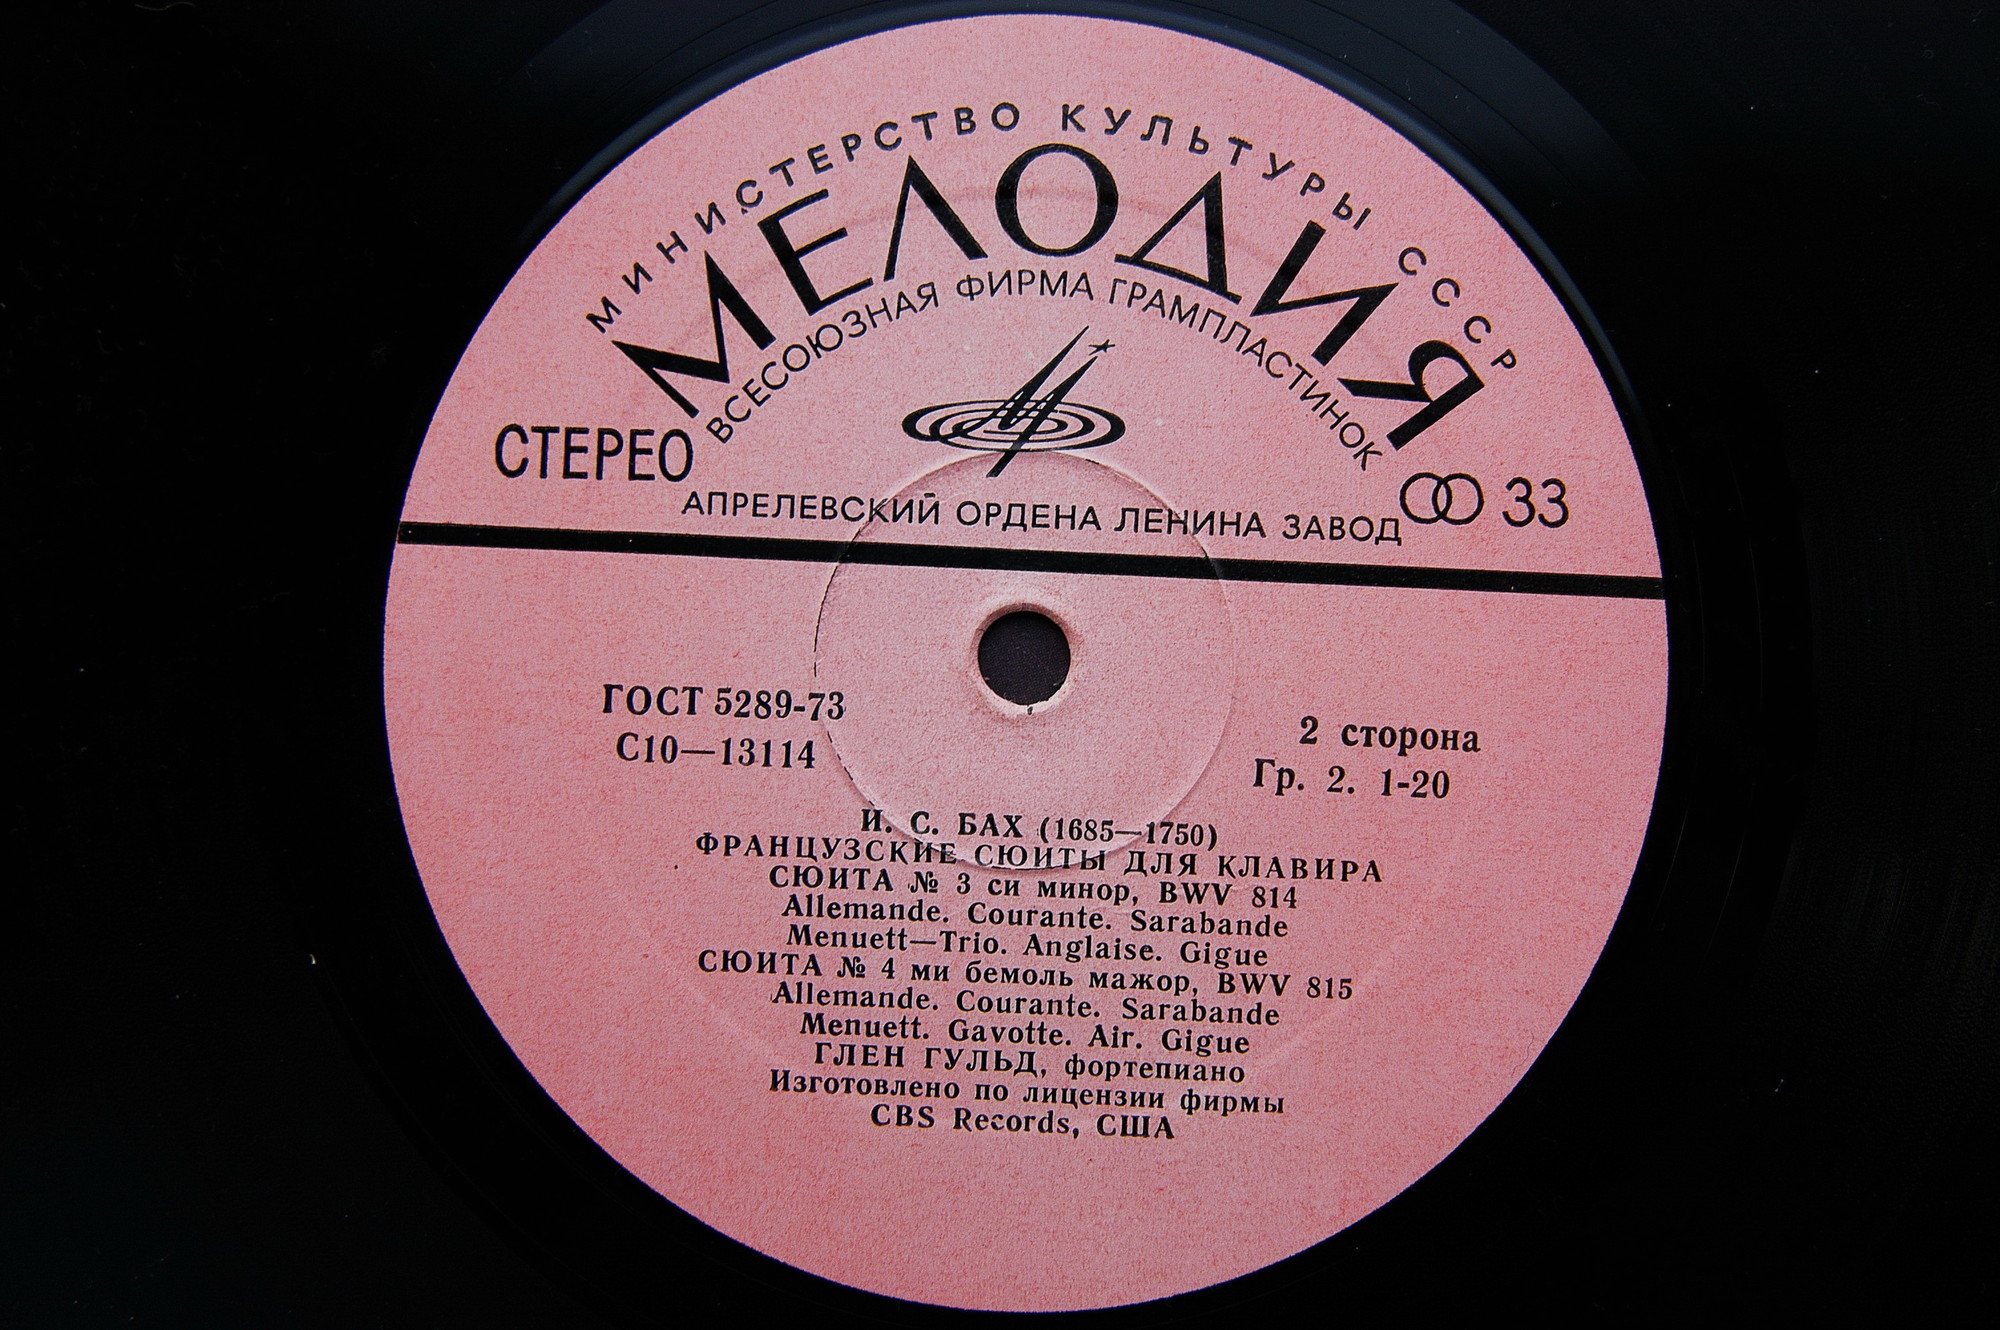 МИНИСТЕРСТВО КУЛЬТУРЫ СССР
МЕЛОДИЯ
ВСЕСОЮЗНАЯ ФИРМА ГРАМПЛАСТИНОК
СТЕРЕО
33
АПРЕЛЕВСКИЙ ОРДЕНА ЛЕНИНА ЗАВОД
ГОСТ 5289-73
С10—13114
2 сторона
Гр. 2. 1-20
И. С. БАХ (1685—1750)
ФРАНЦУЗСКИЕ СЮИТЫ ДЛЯ КЛАВИРА
СЮИТА № 3 си минор, BWV 814
Allemande. Courante. Sarabande
Menuett—Trio. Anglaise. Gigue
СЮИТА № 4 ми бемоль мажор, BWV 815
Allemande. Courante. Sarabande
Menuett. Gavotte. Air. Gigue
ГЛЕН ГУЛЬД, фортепиано
Изготовлено по лицензии фирмы
CBS Records, США